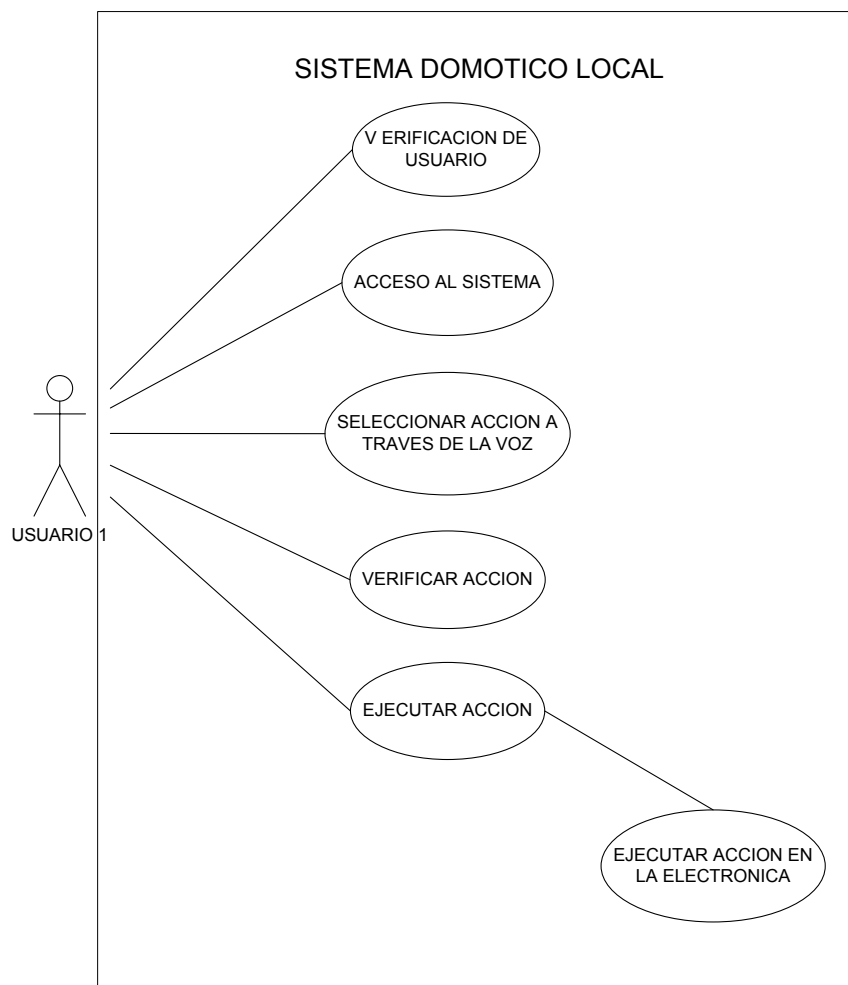 SISTEMA DOMOTICO LOCAL
V ERIFICACION DE
USUARIO
ACCESO AL SISTEMA
SELECCIONAR ACCION A
TRAVES DE LA VOZ
USUARIO 1
VERIFICAR ACCION
EJECUTAR ACCION
EJECUTAR ACCION EN
LA ELECTRONICA